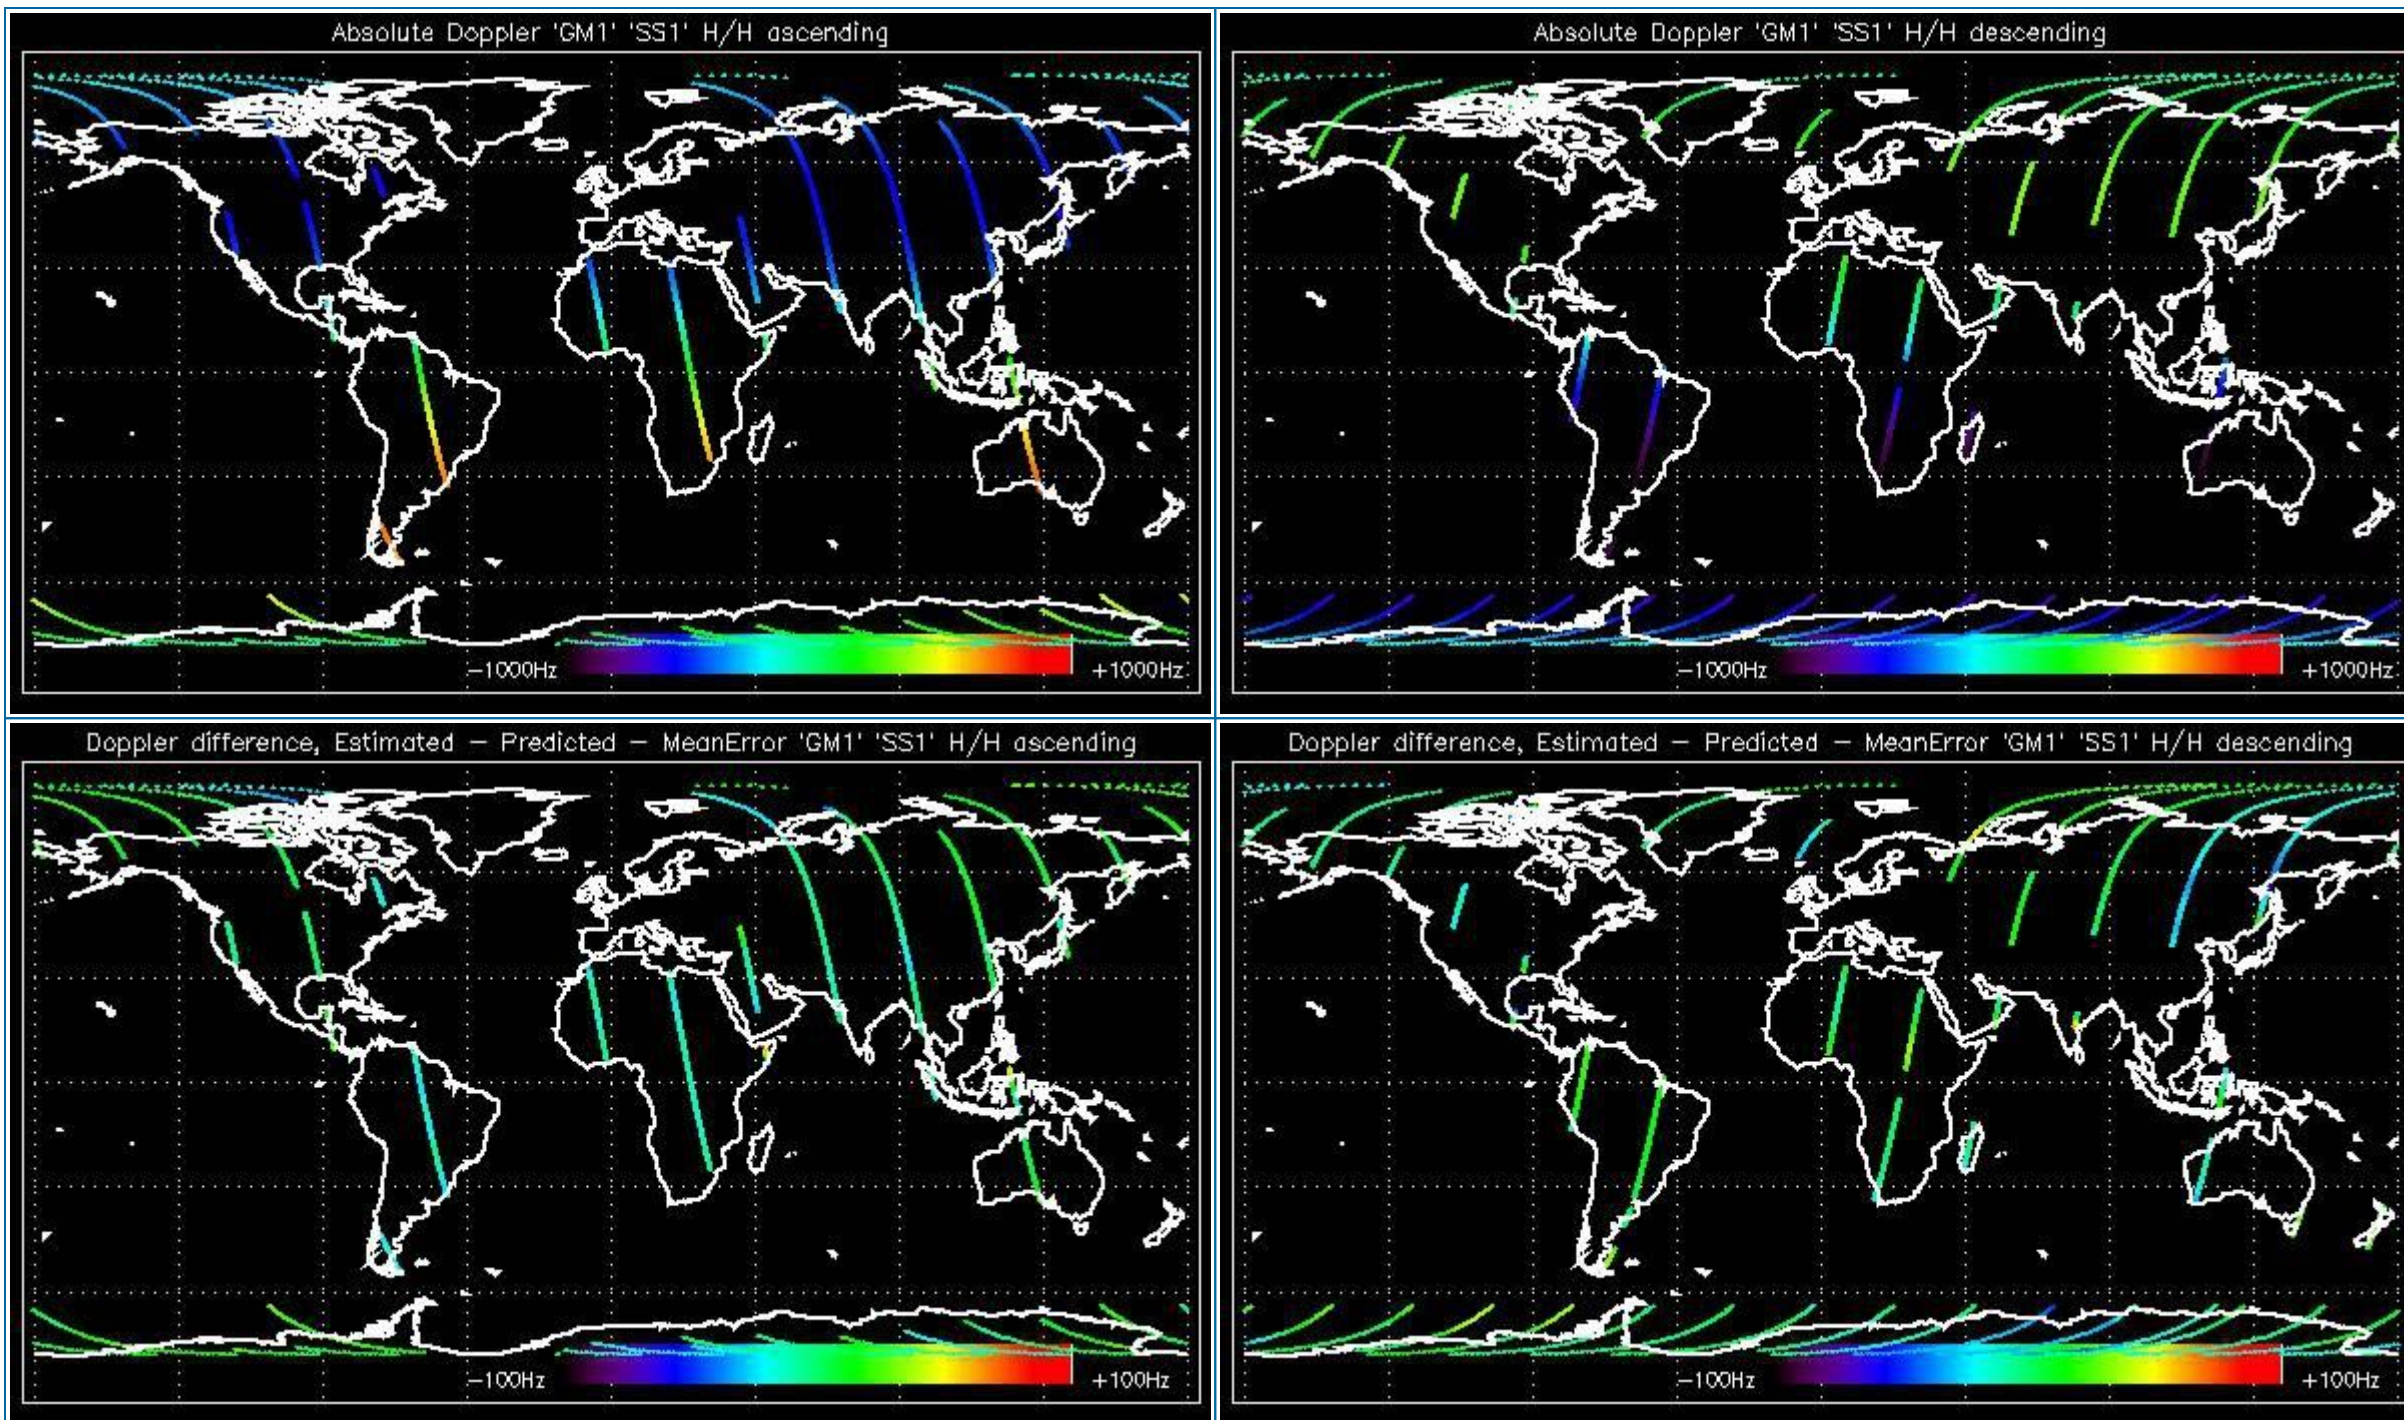 Absolute Doppler 'GM1' 'SS1' H/H ascending
-1000Hz
+1000Hz
Absolute Doppler 'GM1' 'SS1' H/H descending
-1000Hz
+1000Hz
Doppler difference, Estimated - Predicted - MeanError 'GM1' 'SS1' H/H ascending
-100Hz
+100Hz
Doppler difference, Estimated - Predicted - MeanError 'GM1' 'SS1' H/H descending
-100Hz
+100Hz